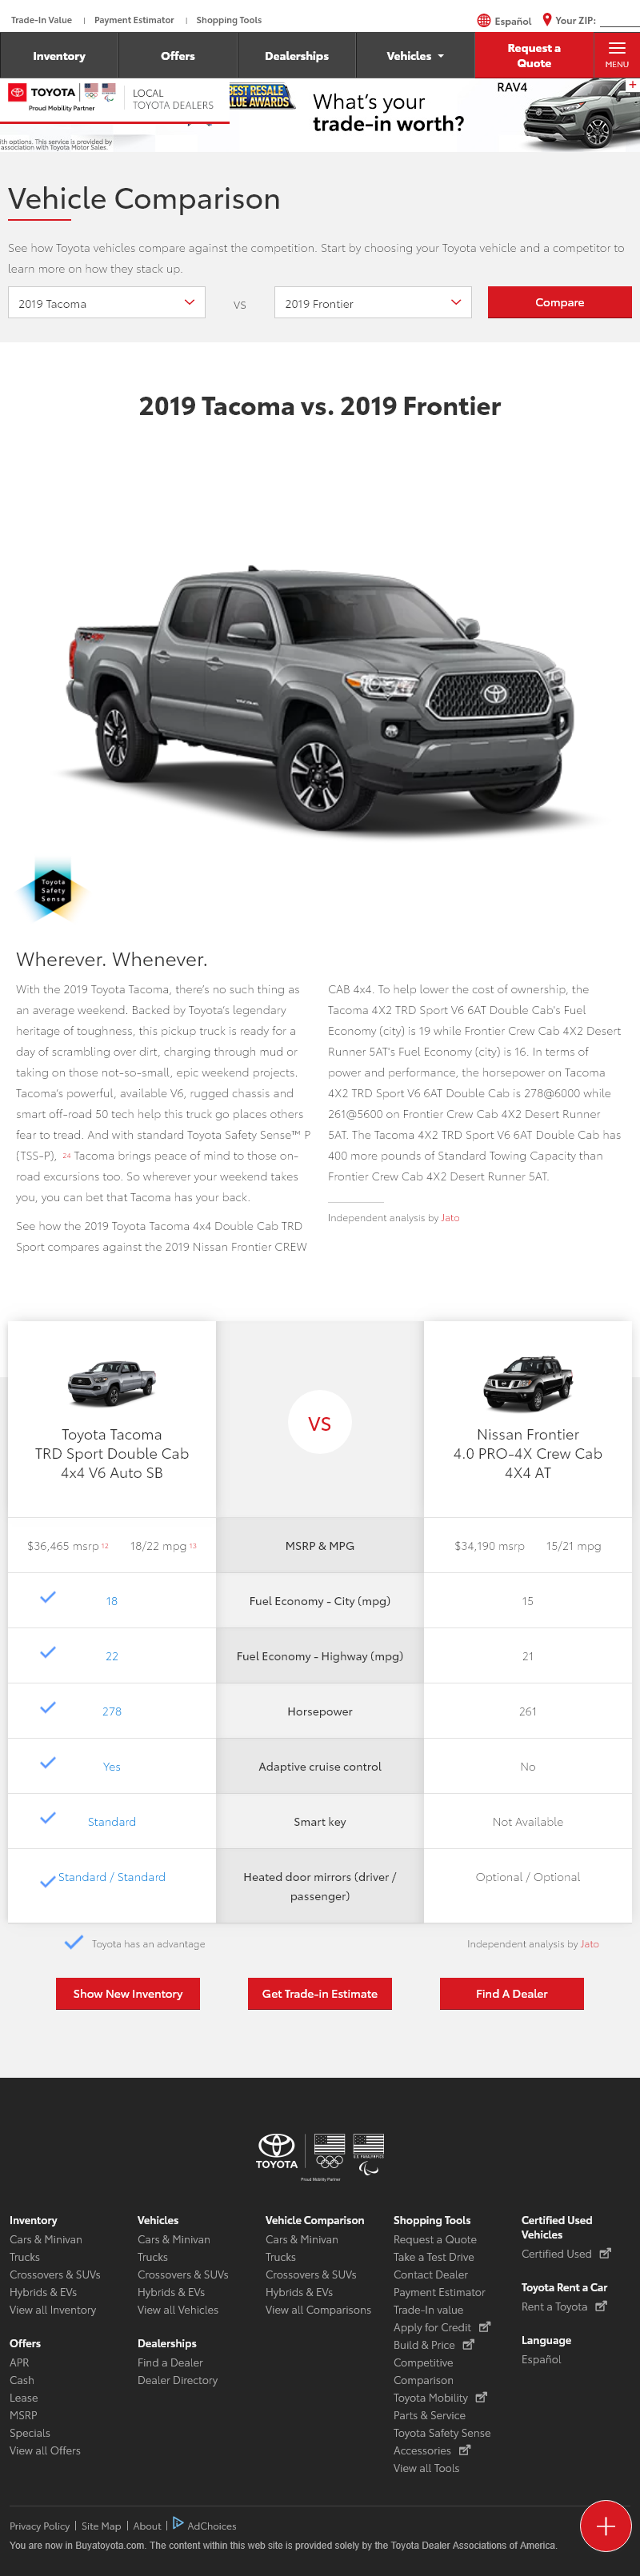 Trade-In Value | Payment Estimator | Shopping Tools
Español Your ZIP:
Inventory Offers Dealerships Vehicles Request a Quote MENU
TOYOTA
Proud Mobility Partner
LOCAL
TOYOTA DEALERS
BEST RESALE
VALUE AWARDS
What's your
trade-in worth?
RAV4
ith options. This service is provided by
association with Toyota Motor Sales.
Vehicle Comparison
See how Toyota vehicles compare against the competition. Start by choosing your Toyota vehicle and a competitor to
learn more on how they stack up.
2019 Tacoma VS 2019 Frontier Compare
2019 Tacoma vs. 2019 Frontier
Toyota
Safety
Sense
Wherever. Whenever.
With the 2019 Toyota Tacoma, there's no such thing as
an average weekend. Backed by Toyota's legendary
heritage of toughness, this pickup truck is ready for a
day of scrambling over dirt, charging through mud or
taking on those not-so-small, epic weekend projects.
Tacoma's powerful, available V6, rugged chassis and
smart off-road 50 tech help this truck go places others
fear to tread. And with standard Toyota Safety Sense™ P
(TSS-P), 24 Tacoma brings peace of mind to those on-
road excursions too. So wherever your weekend takes
you, you can bet that Tacoma has your back.
See how the 2019 Toyota Tacoma 4x4 Double Cab TRD
Sport compares against the 2019 Nissan Frontier CREW
CAB 4x4. To help lower the cost of ownership, the
Tacoma 4X2 TRD Sport V6 6AT Double Cab's Fuel
Economy (city) is 19 while Frontier Crew Cab 4X2 Desert
Runner 5AT's Fuel Economy (city) is 16. In terms of
power and performance, the horsepower on Tacoma
4X2 TRD Sport V6 6AT Double Cab is 278@6000 while
261@5600 on Frontier Crew Cab 4X2 Desert Runner
5AT. The Tacoma 4X2 TRD Sport V6 6AT Double Cab has
400 more pounds of Standard Towing Capacity than
Frontier Crew Cab 4X2 Desert Runner 5AT.
Independent analysis by Jato
Toyota Tacoma
TRD Sport Double Cab
4x4 V6 Auto SB
VS
Nissan Frontier
4.0 PRO-4X Crew Cab
4X4 AT
$36,465 msrp 12 18/22 mpg 13 MSRP & MPG $34,190 msrp 15/21 mpg
18 Fuel Economy - City (mpg) 15
22 Fuel Economy - Highway (mpg) 21
278 Horsepower 261
Yes Adaptive cruise control No
Standard Smart key Not Available
Standard / Standard Heated door mirrors (driver / passenger) Optional / Optional
Toyota has an advantage Independent analysis by Jato
Show New Inventory Get Trade-in Estimate Find A Dealer
TOYOTA
Proud Mobility Partner
Inventory
Cars & Minivan
Trucks
Crossovers & SUVs
Hybrids & EVs
View all Inventory
Offers
APR
Cash
Lease
MSRP
Specials
View all Offers
Vehicles
Cars & Minivan
Trucks
Crossovers & SUVs
Hybrids & EVs
View all Vehicles
Dealerships
Find a Dealer
Dealer Directory
Vehicle Comparison
Cars & Minivan
Trucks
Crossovers & SUVs
Hybrids & EVs
View all Comparisons
Shopping Tools
Request a Quote
Take a Test Drive
Contact Dealer
Payment Estimator
Trade-In value
Apply for Credit
Build & Price
Competitive
Comparison
Toyota Mobility
Parts & Service
Toyota Safety Sense
Accessories
View all Tools
Certified Used
Vehicles
Certified Used
Toyota Rent a Car
Rent a Toyota
Language
Español
Privacy Policy | Site Map | About | AdChoices
You are now in Buyatoyota.com. The content within this web site is provided solely by the Toyota Dealer Associations of America.